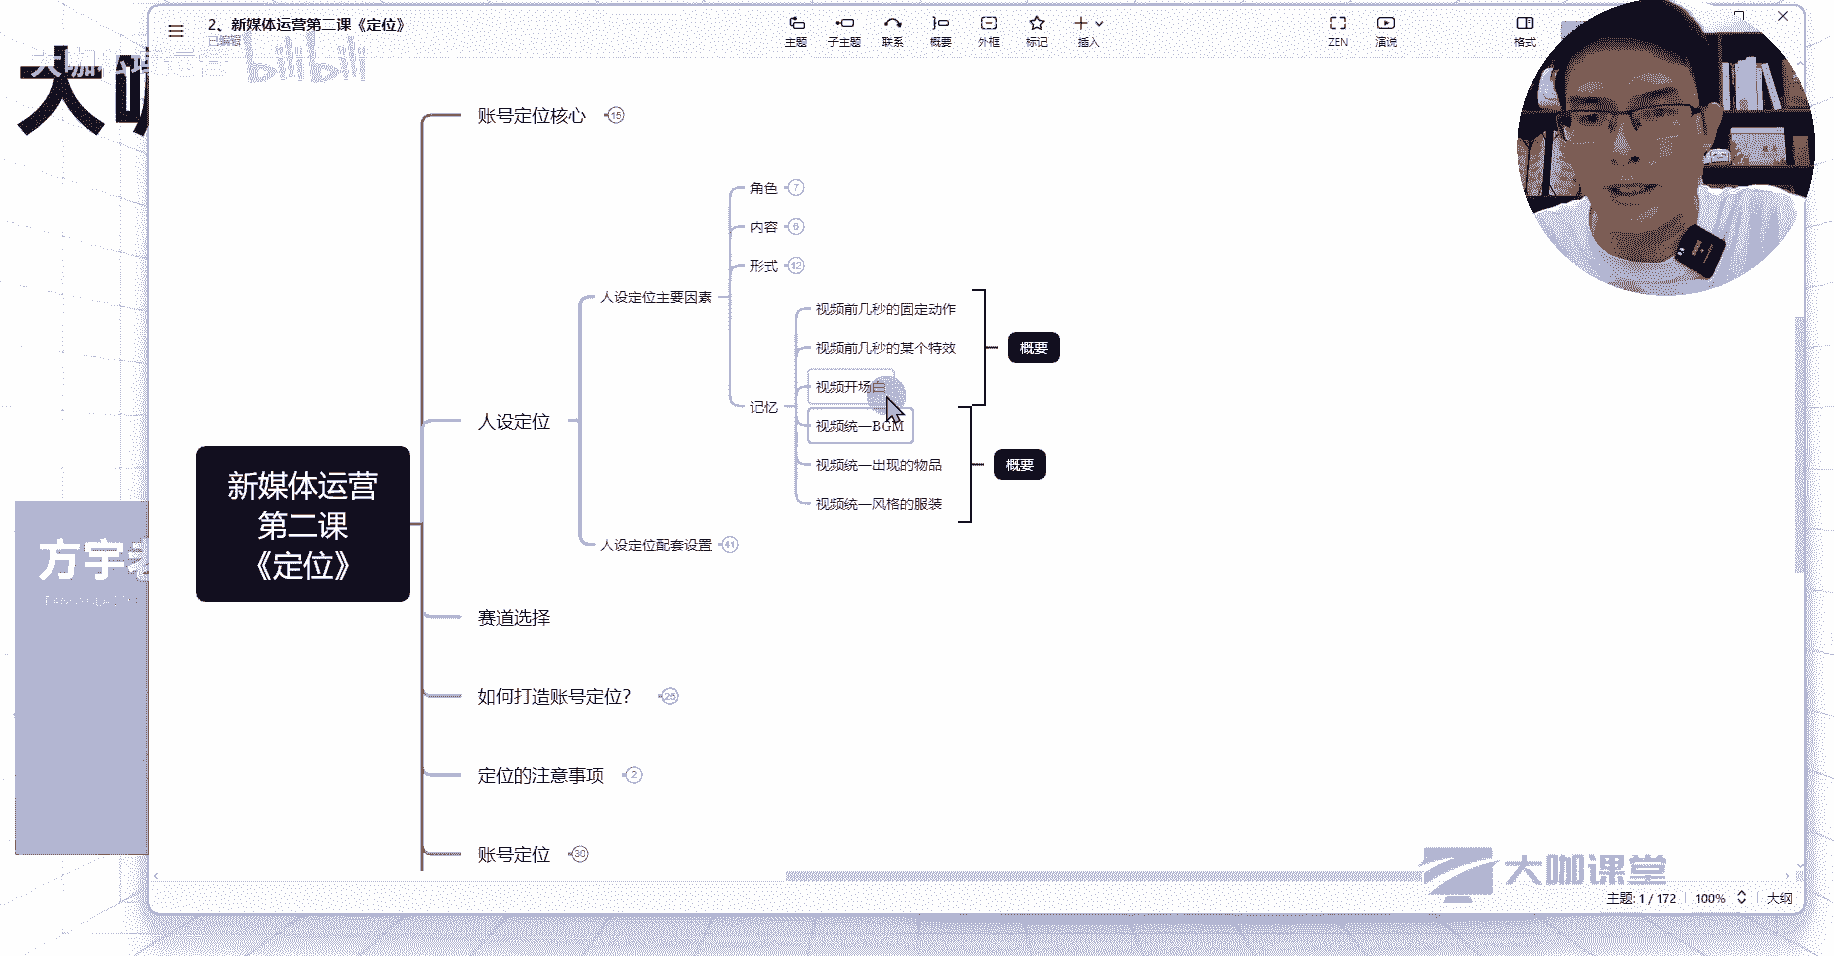 2、新媒体运营第二课《定位》
已编辑
主题
子主题
联系
概要
外框
标记
插入
ZEN
演说
格式
大咖
bilibili
账号定位核心 15
角色 7
内容 6
形式 12
人设定位主要因素
视频前几秒的固定动作
视频前几秒的某个特效
概要
视频开场白
记忆
人设定位
视频统一BGM
视频统一出现的物品
概要
视频统一风格的服装
新媒体运营
第二课
《定位》
人设定位配套设置 41
方宇老
赛道选择
如何打造账号定位? 25
定位的注意事项 2
账号定位 30
大咖课堂
主题: 1 / 172
100%
大纲